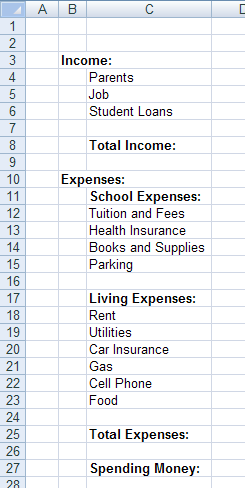 A B C
1
2
3 Income:
4 Parents
5 Job
6 Student Loans
7
8 Total Income:
9
10 Expenses:
11 School Expenses:
12 Tuition and Fees
13 Health Insurance
14 Books and Supplies
15 Parking
16
17 Living Expenses:
18 Rent
19 Utilities
20 Car Insurance
21 Gas
22 Cell Phone
23 Food
24
25 Total Expenses:
26
27 Spending Money:
28